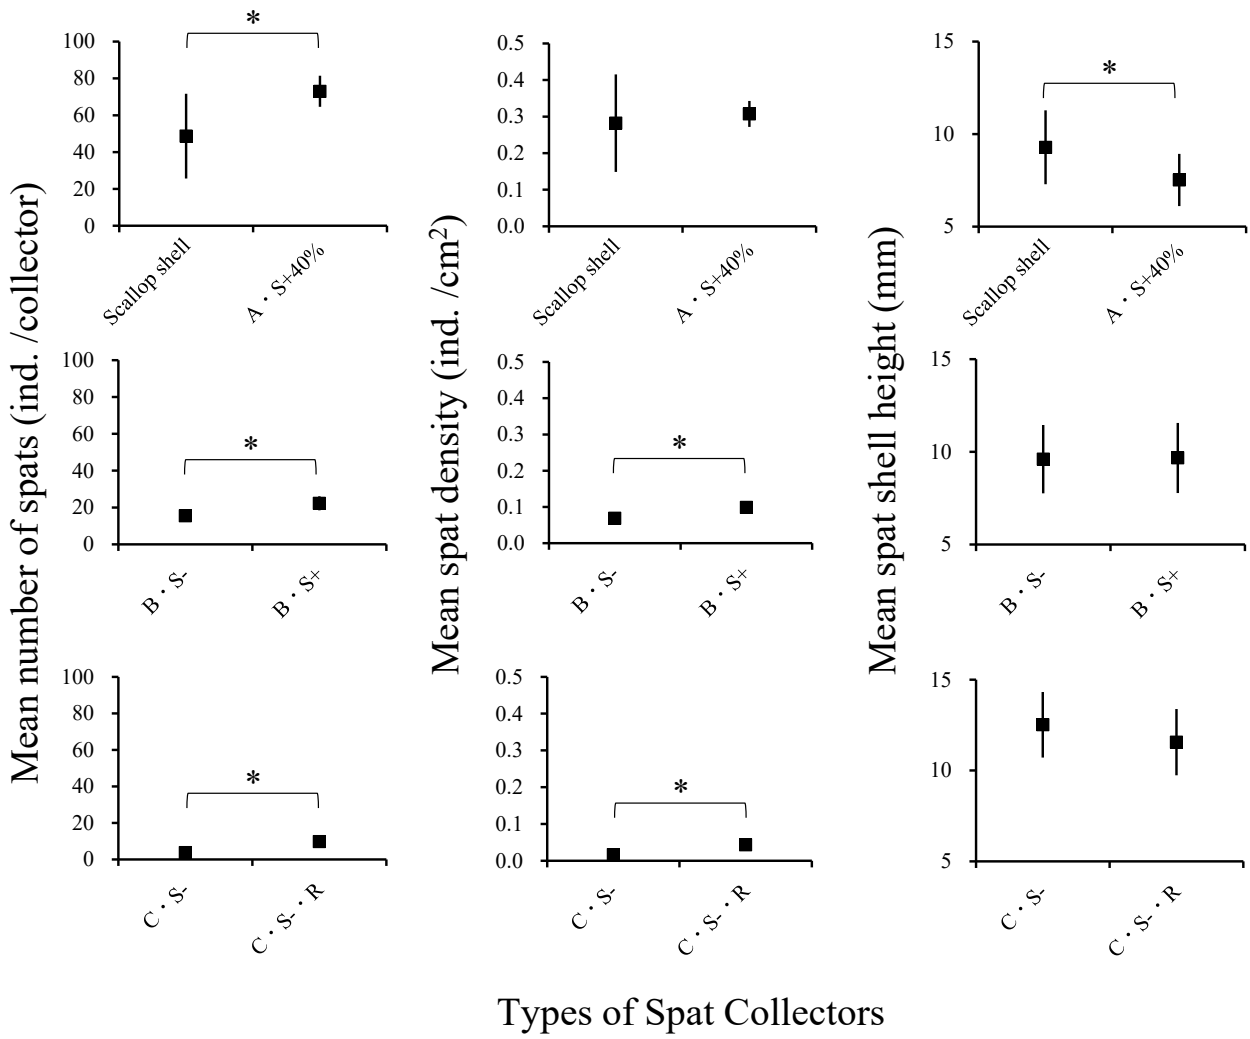 Mean number of spats (ind. /collector)
*
100
80
60
40
20
0
Scallop shell
A・S+40%
Mean spat density (ind. /cm²)
0.5
0.4
0.3
0.2
0.1
0.0
Scallop shell
A・S+40%
Mean spat shell height (mm)
*
15
10
5
Scallop shell
A・S+40%
*
100
80
60
40
20
0
B・S-
B・S+
*
0.5
0.4
0.3
0.2
0.1
0.0
B・S-
B・S+
15
10
5
B・S-
B・S+
*
100
80
60
40
20
0
C・S-
C・S-・R
*
0.5
0.4
0.3
0.2
0.1
0.0
C・S-
C・S-・R
15
10
5
C・S-
C・S-・R
Types of Spat Collectors